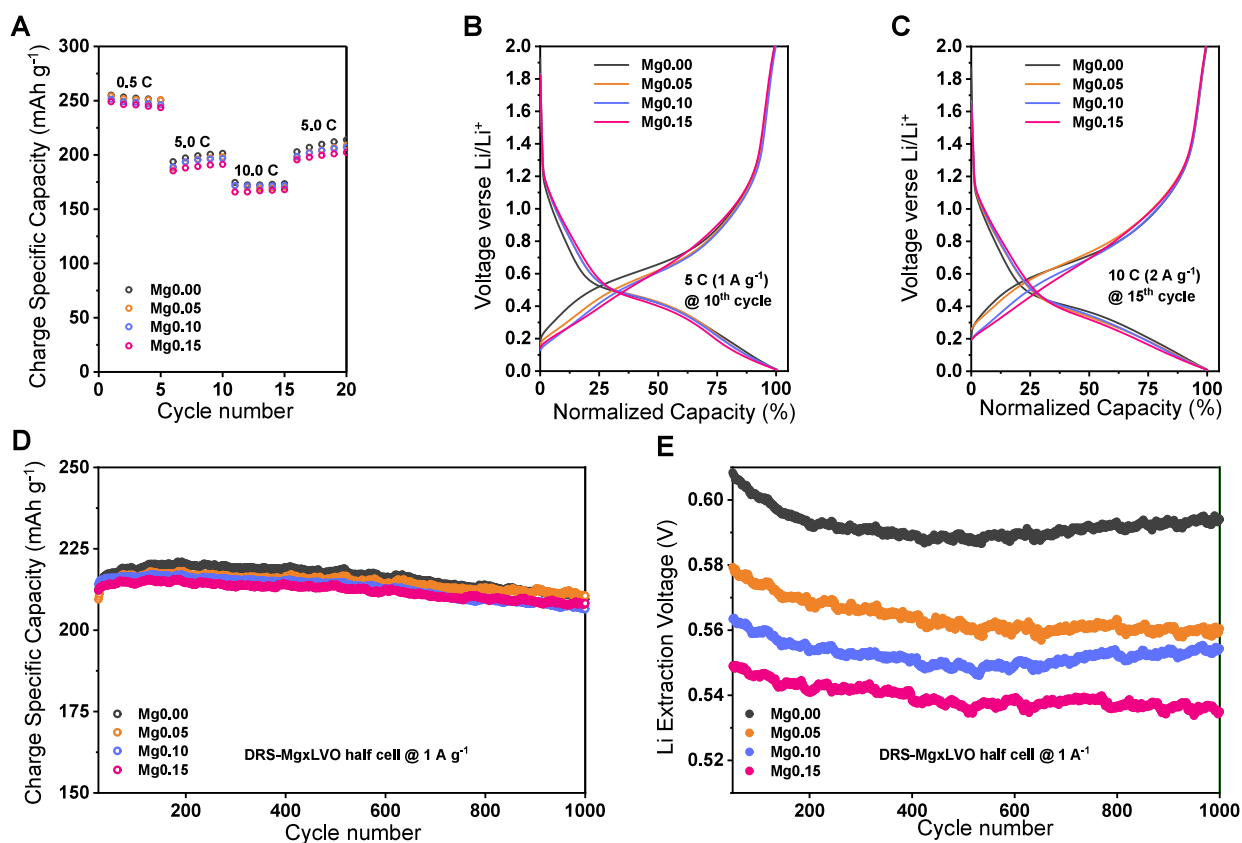 A
Charge Specific Capacity (mAh g⁻¹)
300
250
200
150
100
50
0
0.5 C
5.0 C
10.0 C
5.0 C
Mg0.00
Mg0.05
Mg0.10
Mg0.15
0 5 10 15 20
Cycle number
B
Voltage verse Li/Li⁺
2.0
1.8
1.6
1.4
1.2
1.0
0.8
0.6
0.4
0.2
0.0
Mg0.00
Mg0.05
Mg0.10
Mg0.15
5 C (1 A g⁻¹)
@ 10ᵗʰ cycle
0 25 50 75 100
Normalized Capacity (%)
C
Voltage verse Li/Li⁺
2.0
1.8
1.6
1.4
1.2
1.0
0.8
0.6
0.4
0.2
0.0
Mg0.00
Mg0.05
Mg0.10
Mg0.15
10 C (2 A g⁻¹)
@ 15ᵗʰ cycle
0 25 50 75 100
Normalized Capacity (%)
D
Charge Specific Capacity (mAh g⁻¹)
250
225
200
175
150
Mg0.00
Mg0.05
Mg0.10
Mg0.15
DRS-MgxLVO half cell @ 1 A g⁻¹
200 400 600 800 1000
Cycle number
E
Li Extraction Voltage (V)
0.60
0.58
0.56
0.54
0.52
Mg0.00
Mg0.05
Mg0.10
Mg0.15
DRS-MgxLVO half cell @ 1 A⁻¹
200 400 600 800 1000
Cycle number